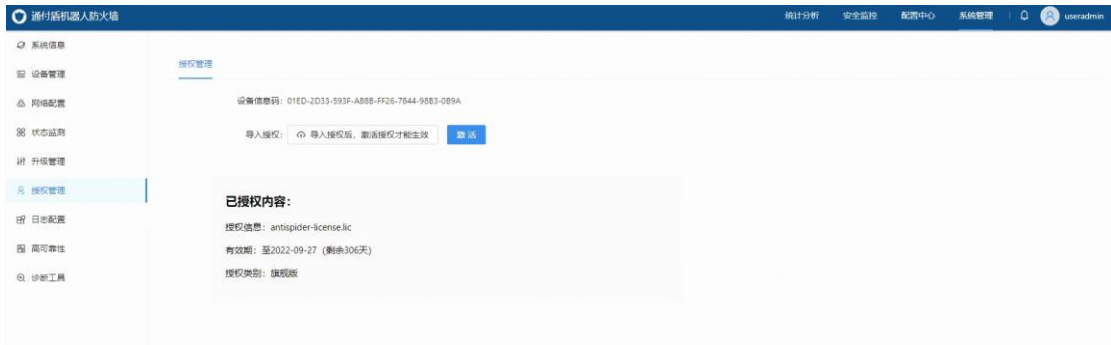 通付盾机器人防火墙
统计分析 安全监控 配置中心 系统管理 useradmin
系统信息
设备管理
网络配置
状态监测
升级管理
授权管理
日志配置
高可靠性
诊断工具
授权管理
设备信息码: 01ED-2D33-593F-A8BB-FF26-7844-98B3-0B9A
导入授权: 导入授权后，激活授权才能生效 激活
已授权内容：
授权信息：antispider-license.lic
有效期：至2022-09-27（剩余306天）
授权类别：旗舰版